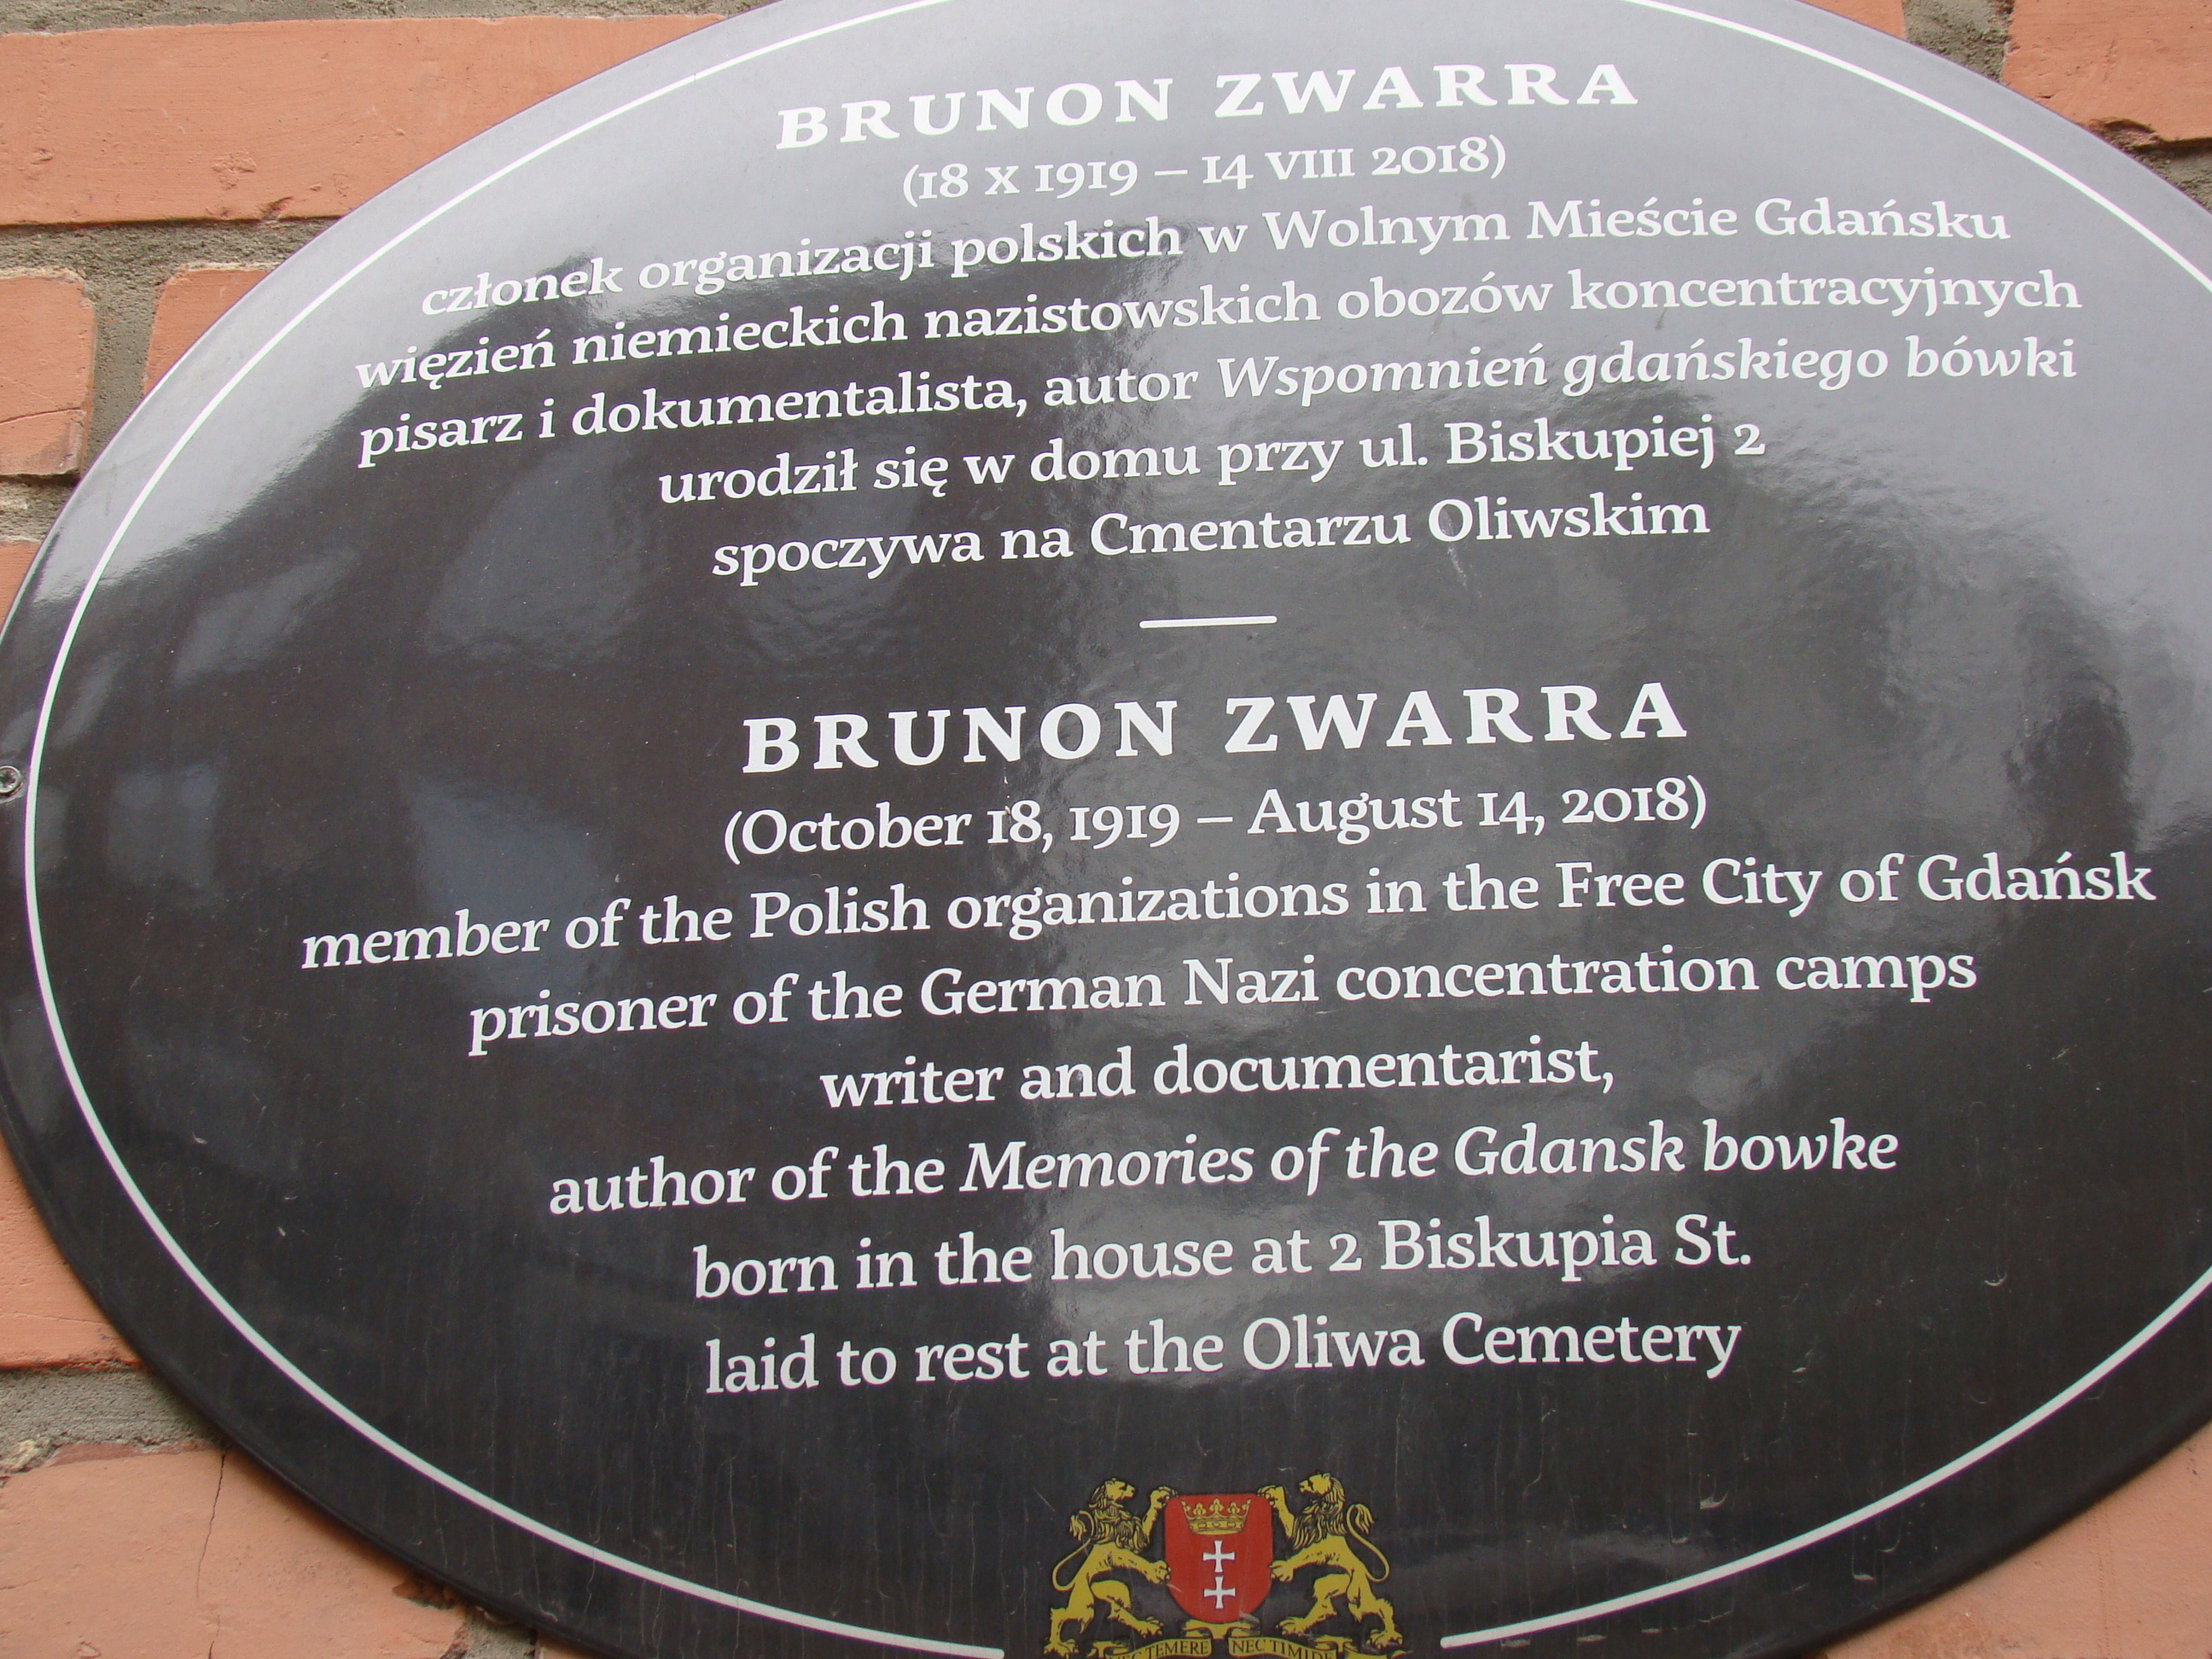 BRUNON ZWARRA
(18 X 1919 – 14 VIII 2018)
członek organizacji polskich w Wolnym Mieście Gdańsku
więzień niemieckich nazistowskich obozów koncentracyjnych
pisarz i dokumentalista, autor Wspomnień gdańskiego bówki
urodził się w domu przy ul. Biskupiej 2
spoczywa na Cmentarzu Oliwskim
BRUNON ZWARRA
(October 18, 1919 – August 14, 2018)
member of the Polish organizations in the Free City of Gdańsk
prisoner of the German Nazi concentration camps
writer and documentarist,
author of the Memories of the Gdansk bowke
born in the house at 2 Biskupia St.
laid to rest at the Oliwa Cemetery
NEC TEMERE NEC TIMIDE